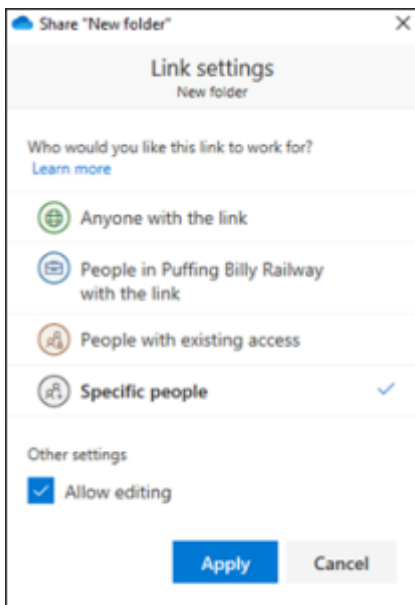 Share "New folder"
Link settings
New folder
Who would you like this link to work for?
Learn more
Anyone with the link
People in Puffing Billy Railway
with the link
People with existing access
Specific people
Other settings
Allow editing
Apply
Cancel